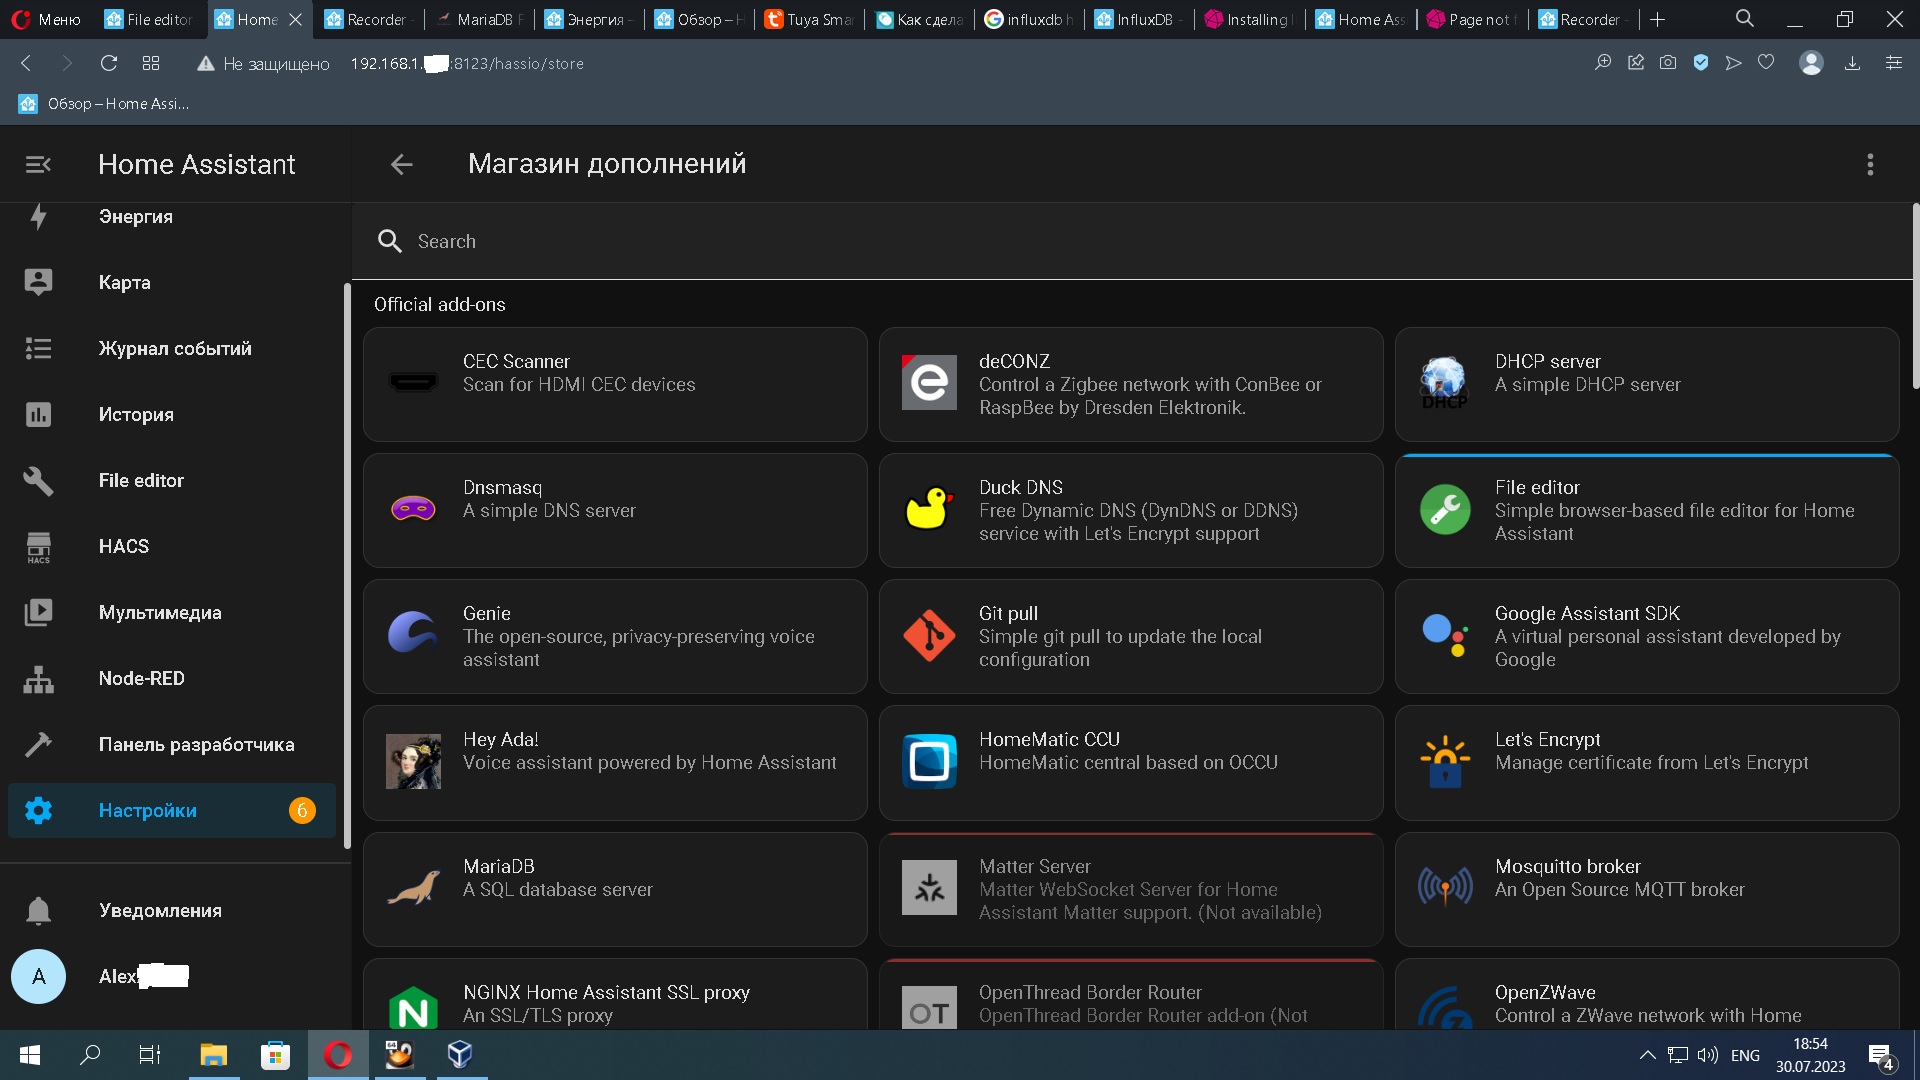 Меню
File editor
Home
Recorder -
MariaDB F
Энергия –
Обзор – H
Tuya Smar
Как сдела
influxdb h
InfluxDB -
Installing I
Home Ass
Page not f
Recorder -
Не защищено
192.168.1.
:8123/hassio/store
Обзор – Home Assi...
Home Assistant
Энергия
Карта
Журнал событий
История
File editor
HACS
HACS
Мультимедиа
Node-RED
Панель разработчика
Настройки
6
Уведомления
A
Alex
Магазин дополнений
Search
Official add-ons
CEC Scanner
Scan for HDMI CEC devices
deCONZ
Control a Zigbee network with ConBee or
RaspBee by Dresden Elektronik.
DHCP
DHCP server
A simple DHCP server
Dnsmasq
A simple DNS server
Duck DNS
Free Dynamic DNS (DynDNS or DDNS)
service with Let's Encrypt support
File editor
Simple browser-based file editor for Home
Assistant
Genie
The open-source, privacy-preserving voice
assistant
Git pull
Simple git pull to update the local
configuration
Google Assistant SDK
A virtual personal assistant developed by
Google
Hey Ada!
Voice assistant powered by Home Assistant
HomeMatic CCU
HomeMatic central based on OCCU
Let's Encrypt
Manage certificate from Let's Encrypt
MariaDB
A SQL database server
Matter Server
Matter WebSocket Server for Home
Assistant Matter support. (Not available)
Mosquitto broker
An Open Source MQTT broker
N
NGINX Home Assistant SSL proxy
An SSL/TLS proxy
OT
OpenThread Border Router
OpenThread Border Router add-on (Not
OpenZWave
Control a ZWave network with Home
64
ENG
18:54
30.07.2023
4